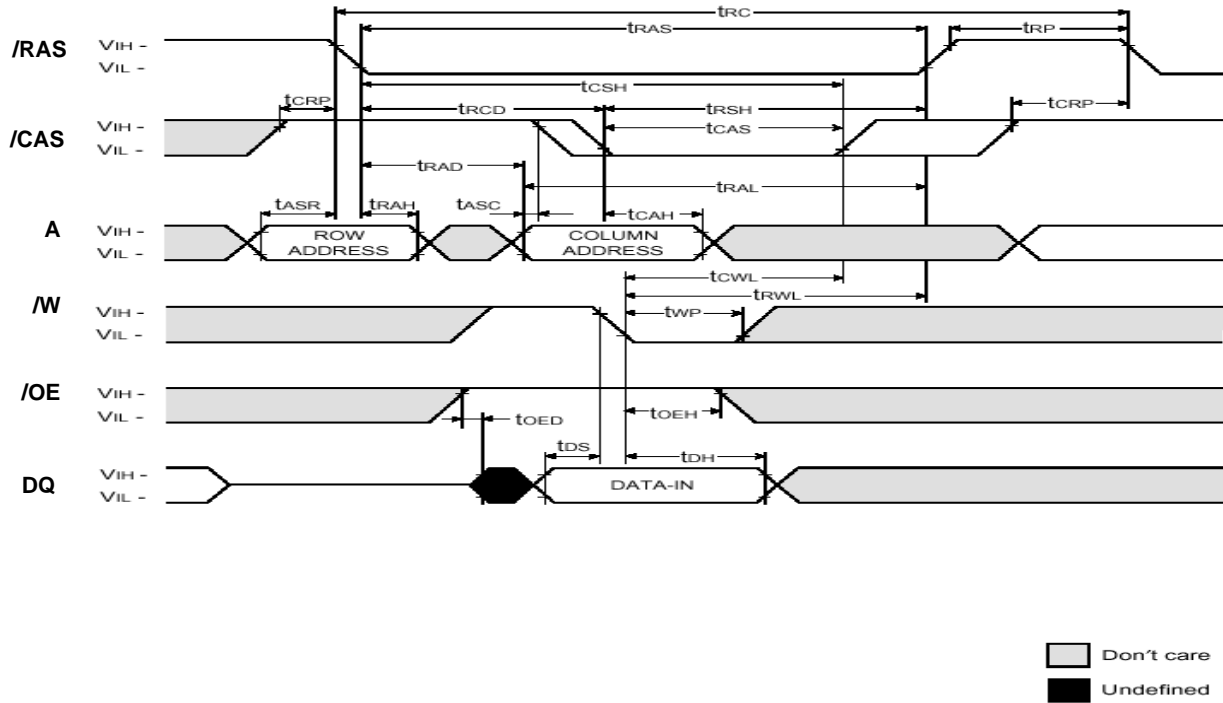 tRC
tRAS tRP
/RAS VIH -
VIL -
tCSH
tCRP tRCD tRSH tCRP
/CAS VIH -
VIL -
tCAS
tRAD
tRAL
tASR tRAH tASC tCAH
A VIH -
VIL -
ROW ADDRESS
COLUMN ADDRESS
tCWL
tRWL
/W VIH -
VIL -
tWP
/OE VIH -
VIL -
tOED tOEH
tDS tDH
DQ VIH -
VIL -
DATA-IN
Don't care
Undefined